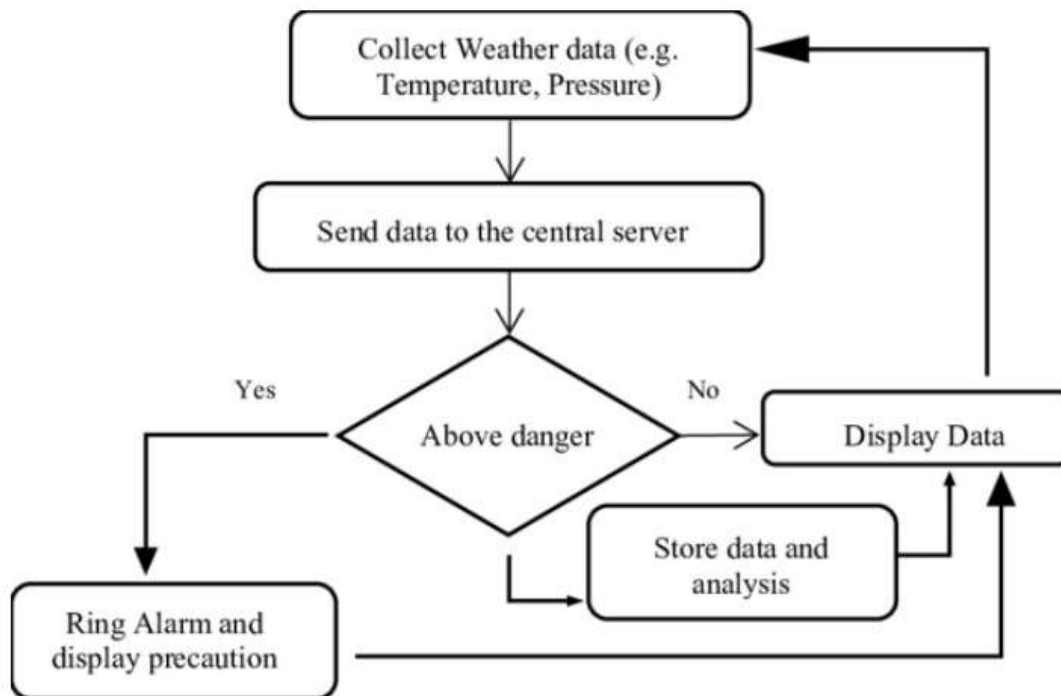 Collect Weather data (e.g.
Temperature, Pressure)
Send data to the central server
Yes
No
Above danger
Display Data
Store data and
analysis
Ring Alarm and
display precaution